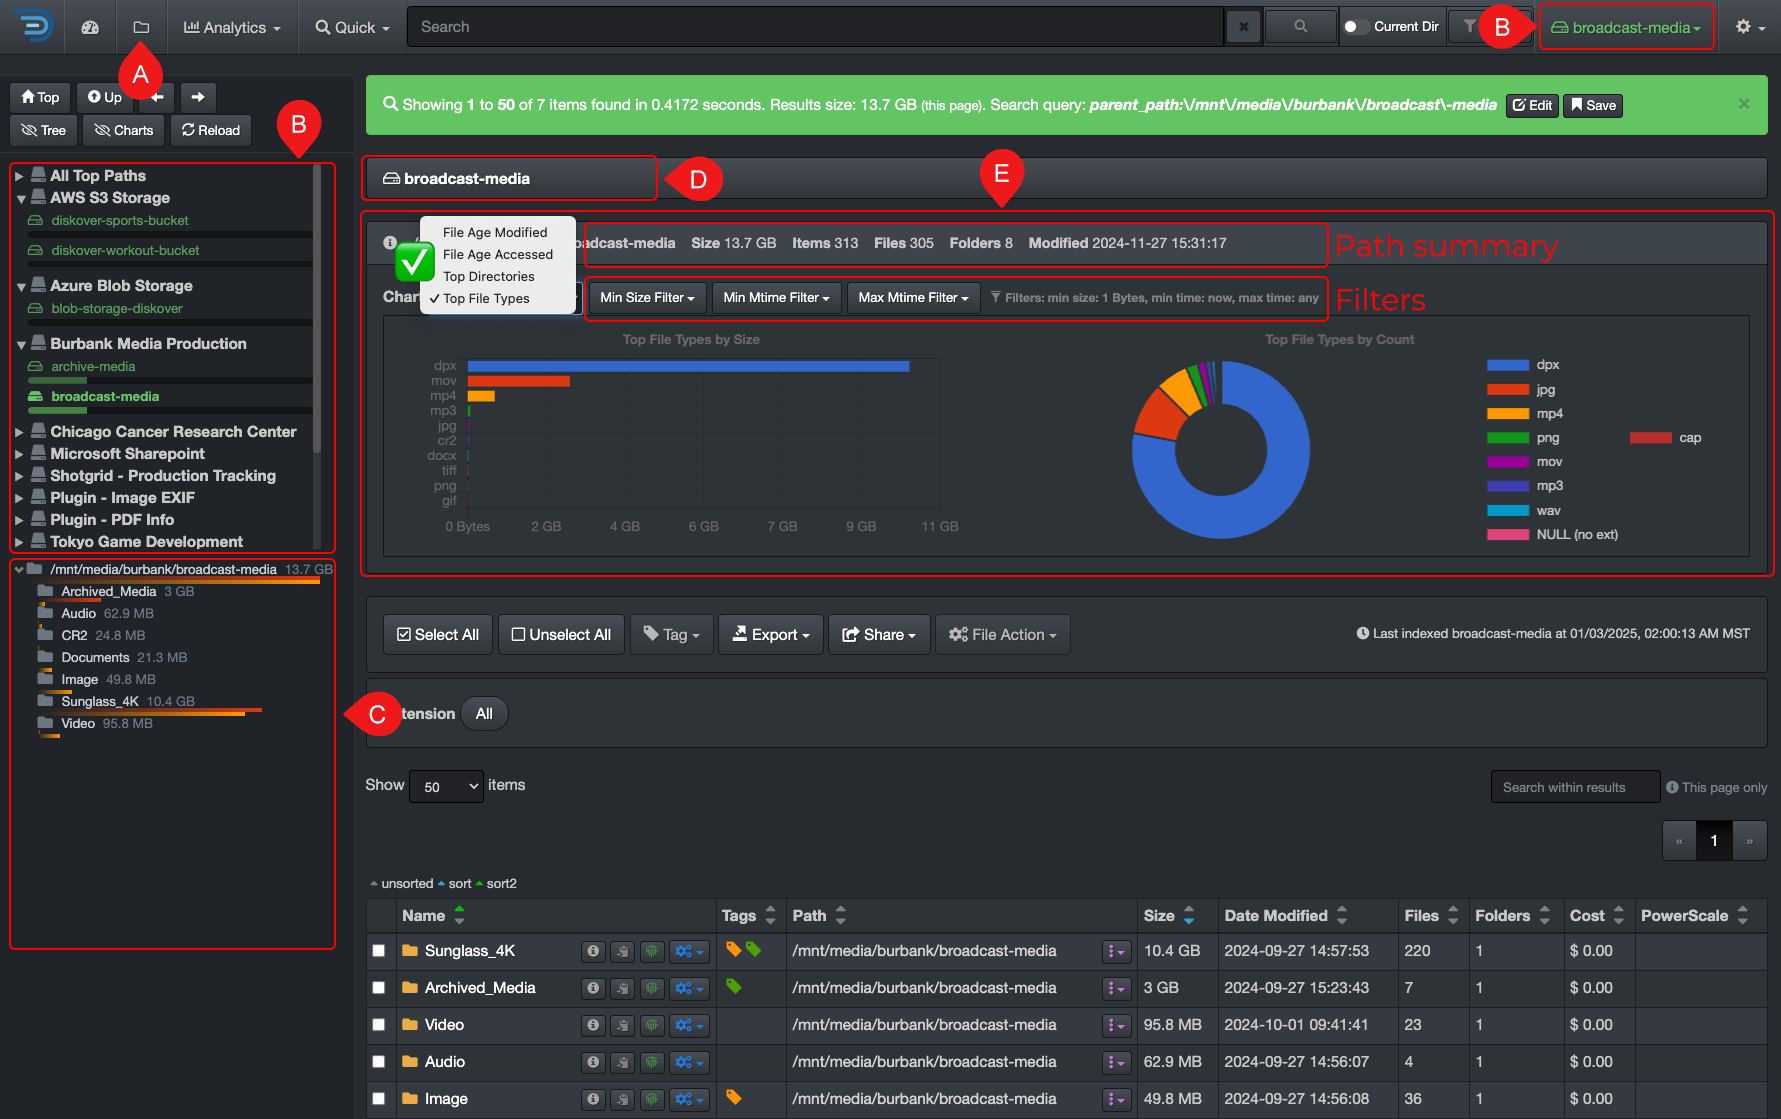 Analytics
Quick
Search
Current Dir
B
broadcast-media
A
Top
Up
Tree
Charts
Reload
B
Showing 1 to 50 of 7 items found in 0.4172 seconds. Results size: 13.7 GB (this page). Search query: parent_path:\/mnt\/media\/burbank\/broadcast\-media
Edit
Save
×
All Top Paths
AWS S3 Storage
diskover-sports-bucket
diskover-workout-bucket
Azure Blob Storage
blob-storage-diskover
Burbank Media Production
archive-media
broadcast-media
Chicago Cancer Research Center
Microsoft Sharepoint
Shotgrid - Production Tracking
Plugin - Image EXIF
Plugin - PDF Info
Tokyo Game Development
/mnt/media/burbank/broadcast-media 13.7 GB
Archived_Media 3 GB
Audio 62.9 MB
CR2 24.8 MB
Documents 21.3 MB
Image 49.8 MB
Sunglass_4K 10.4 GB
Video 95.8 MB
C
broadcast-media
D
E
File Age Modified
File Age Accessed
Top Directories
✓ Top File Types
oadcast-media Size 13.7 GB Items 313 Files 305 Folders 8 Modified 2024-11-27 15:31:17
Path summary
Char
Min Size Filter
Min Mtime Filter
Max Mtime Filter
Filters: min size: 1 Bytes, min time: now, max time: any
Filters
Top File Types by Size
dpx
mov
mp4
mp3
jpg
cr2
docx
tiff
png
gif
0 Bytes 2 GB 4 GB 6 GB 7 GB 9 GB 11 GB
Top File Types by Count
dpx
jpg
mp4
png
mov
mp3
wav
NULL (no ext)
cap
Select All
Unselect All
Tag
Export
Share
File Action
Last indexed broadcast-media at 01/03/2025, 02:00:13 AM MST
tension
All
Show 50 items
Search within results
This page only
« 1 »
unsorted sort sort2
Name Tags Path Size Date Modified Files Folders Cost PowerScale
Sunglass_4K /mnt/media/burbank/broadcast-media 10.4 GB 2024-09-27 14:57:53 220 1 $ 0.00
Archived_Media /mnt/media/burbank/broadcast-media 3 GB 2024-09-27 15:23:43 7 1 $ 0.00
Video /mnt/media/burbank/broadcast-media 95.8 MB 2024-10-01 09:41:41 23 1 $ 0.00
Audio /mnt/media/burbank/broadcast-media 62.9 MB 2024-09-27 14:56:07 4 1 $ 0.00
Image /mnt/media/burbank/broadcast-media 49.8 MB 2024-09-27 14:56:08 36 1 $ 0.00